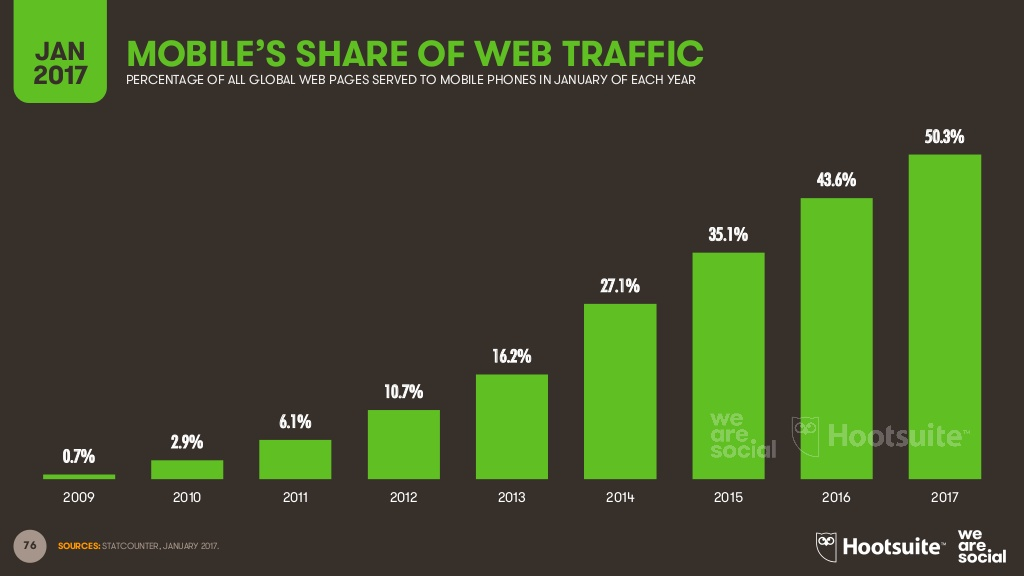 JAN
2017
MOBILE'S SHARE OF WEB TRAFFIC
PERCENTAGE OF ALL GLOBAL WEB PAGES SERVED TO MOBILE PHONES IN JANUARY OF EACH YEAR
0.7%
2.9%
6.1%
10.7%
16.2%
27.1%
35.1%
43.6%
50.3%
we
are
social
Hootsuite™
2009
2010
2011
2012
2013
2014
2015
2016
2017
76
SOURCES: STATCOUNTER, JANUARY 2017.
Hootsuite™
we
are
social